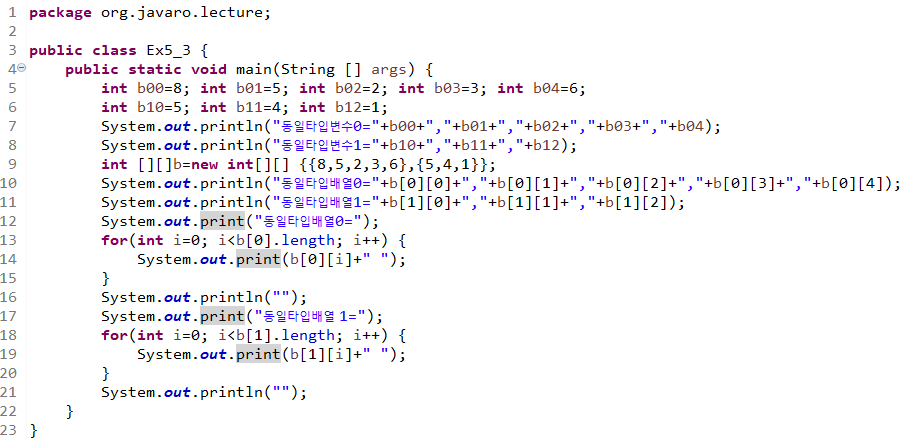 1 package org.javaro.lecture;
2
3 public class Ex5_3 {
4 public static void main(String [] args) {
5 int b00=8; int b01=5; int b02=2; int b03=3; int b04=6;
6 int b10=5; int b11=4; int b12=1;
7 System.out.println("동일타입변수0="+b00+","+b01+","+b02+","+b03+","+b04);
8 System.out.println("동일타입변수1="+b10+","+b11+","+b12);
9 int [][]b=new int[][] {{8,5,2,3,6},{5,4,1}};
10 System.out.println("동일타입배열0="+b[0][0]+","+b[0][1]+","+b[0][2]+","+b[0][3]+","+b[0][4]);
11 System.out.println("동일타입배열1="+b[1][0]+","+b[1][1]+","+b[1][2]);
12 System.out.print("동일타입배열0=");
13 for(int i=0; i<b[0].length; i++) {
14 System.out.print(b[0][i]+" ");
15 }
16 System.out.println("");
17 System.out.print("동일타입배열 1=");
18 for(int i=0; i<b[1].length; i++) {
19 System.out.print(b[1][i]+" ");
20 }
21 System.out.println("");
22 }
23 }